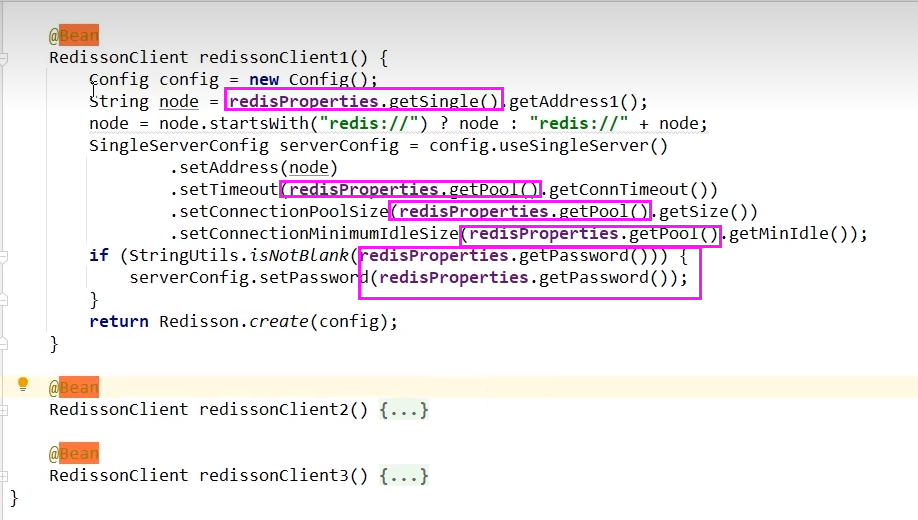 @Bean
RedissonClient redissonClient1() {
Config config = new Config();
String node = redisProperties.getSingle().getAddress1();
node = node.startsWith("redis://") ? node : "redis://" + node;
SingleServerConfig serverConfig = config.useSingleServer()
.setAddress(node)
.setTimeout(redisProperties.getPool().getConnTimeout())
.setConnectionPoolSize(redisProperties.getPool().getSize())
.setConnectionMinimumIdleSize(redisProperties.getPool().getMinIdle());
if (StringUtils.isNotBlank(redisProperties.getPassword())) {
serverConfig.setPassword(redisProperties.getPassword());
}
return Redisson.create(config);
}
@Bean
RedissonClient redissonClient2() {...}
@Bean
RedissonClient redissonClient3() {...}
}